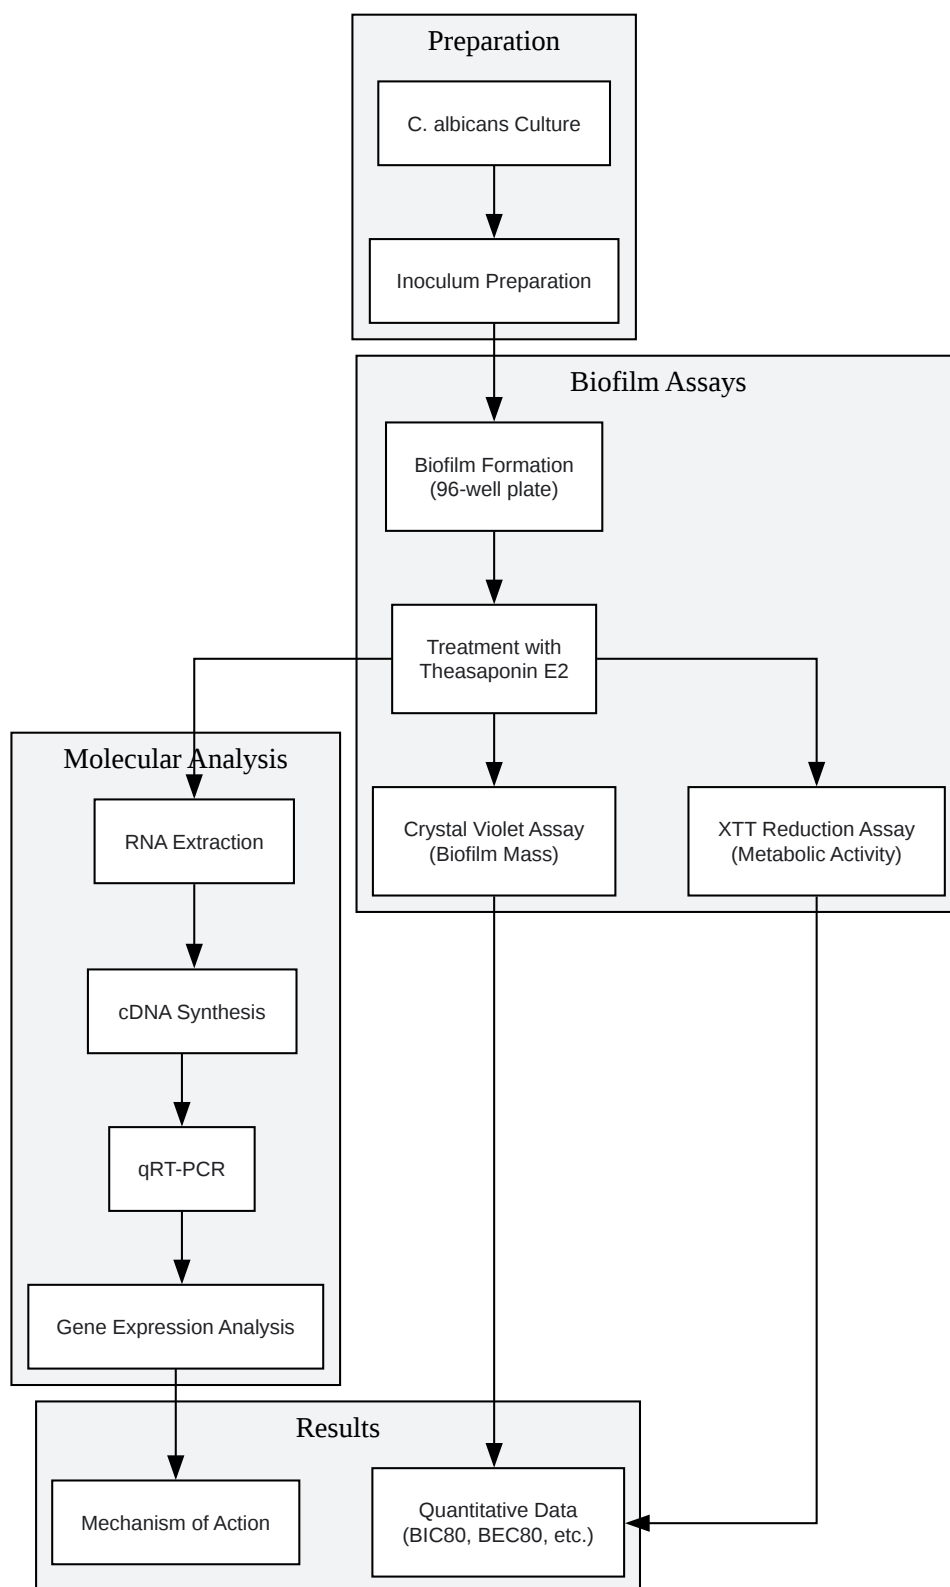 Preparation
C. albicans Culture
Inoculum Preparation
Biofilm Assays
Biofilm Formation
(96-well plate)
Treatment with
Theasaponin E2
Crystal Violet Assay
(Biofilm Mass)
XTT Reduction Assay
(Metabolic Activity)
Molecular Analysis
RNA Extraction
cDNA Synthesis
qRT-PCR
Gene Expression Analysis
Results
Mechanism of Action
Quantitative Data
(BIC80, BEC80, etc.)